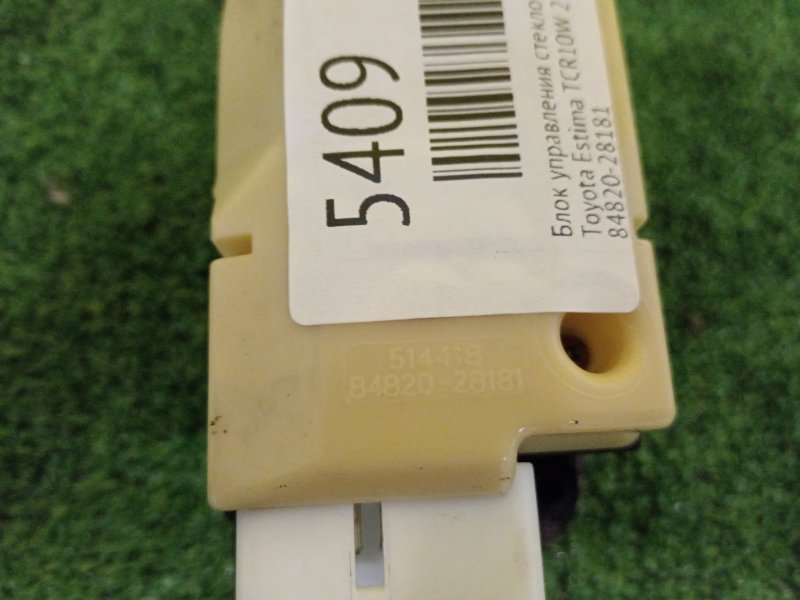 5409
Блок управления стекло
Toyota Estima TCR10W 2
84820-28181
514418
84820-28181